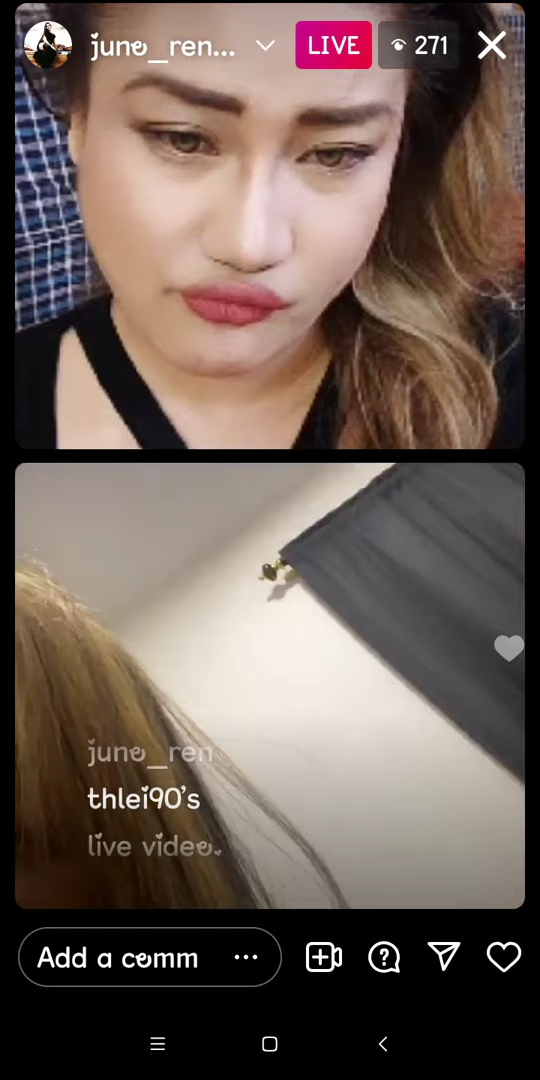 june_ren...
LIVE
271
june_ren
thlei90's
live video.
Add a comm